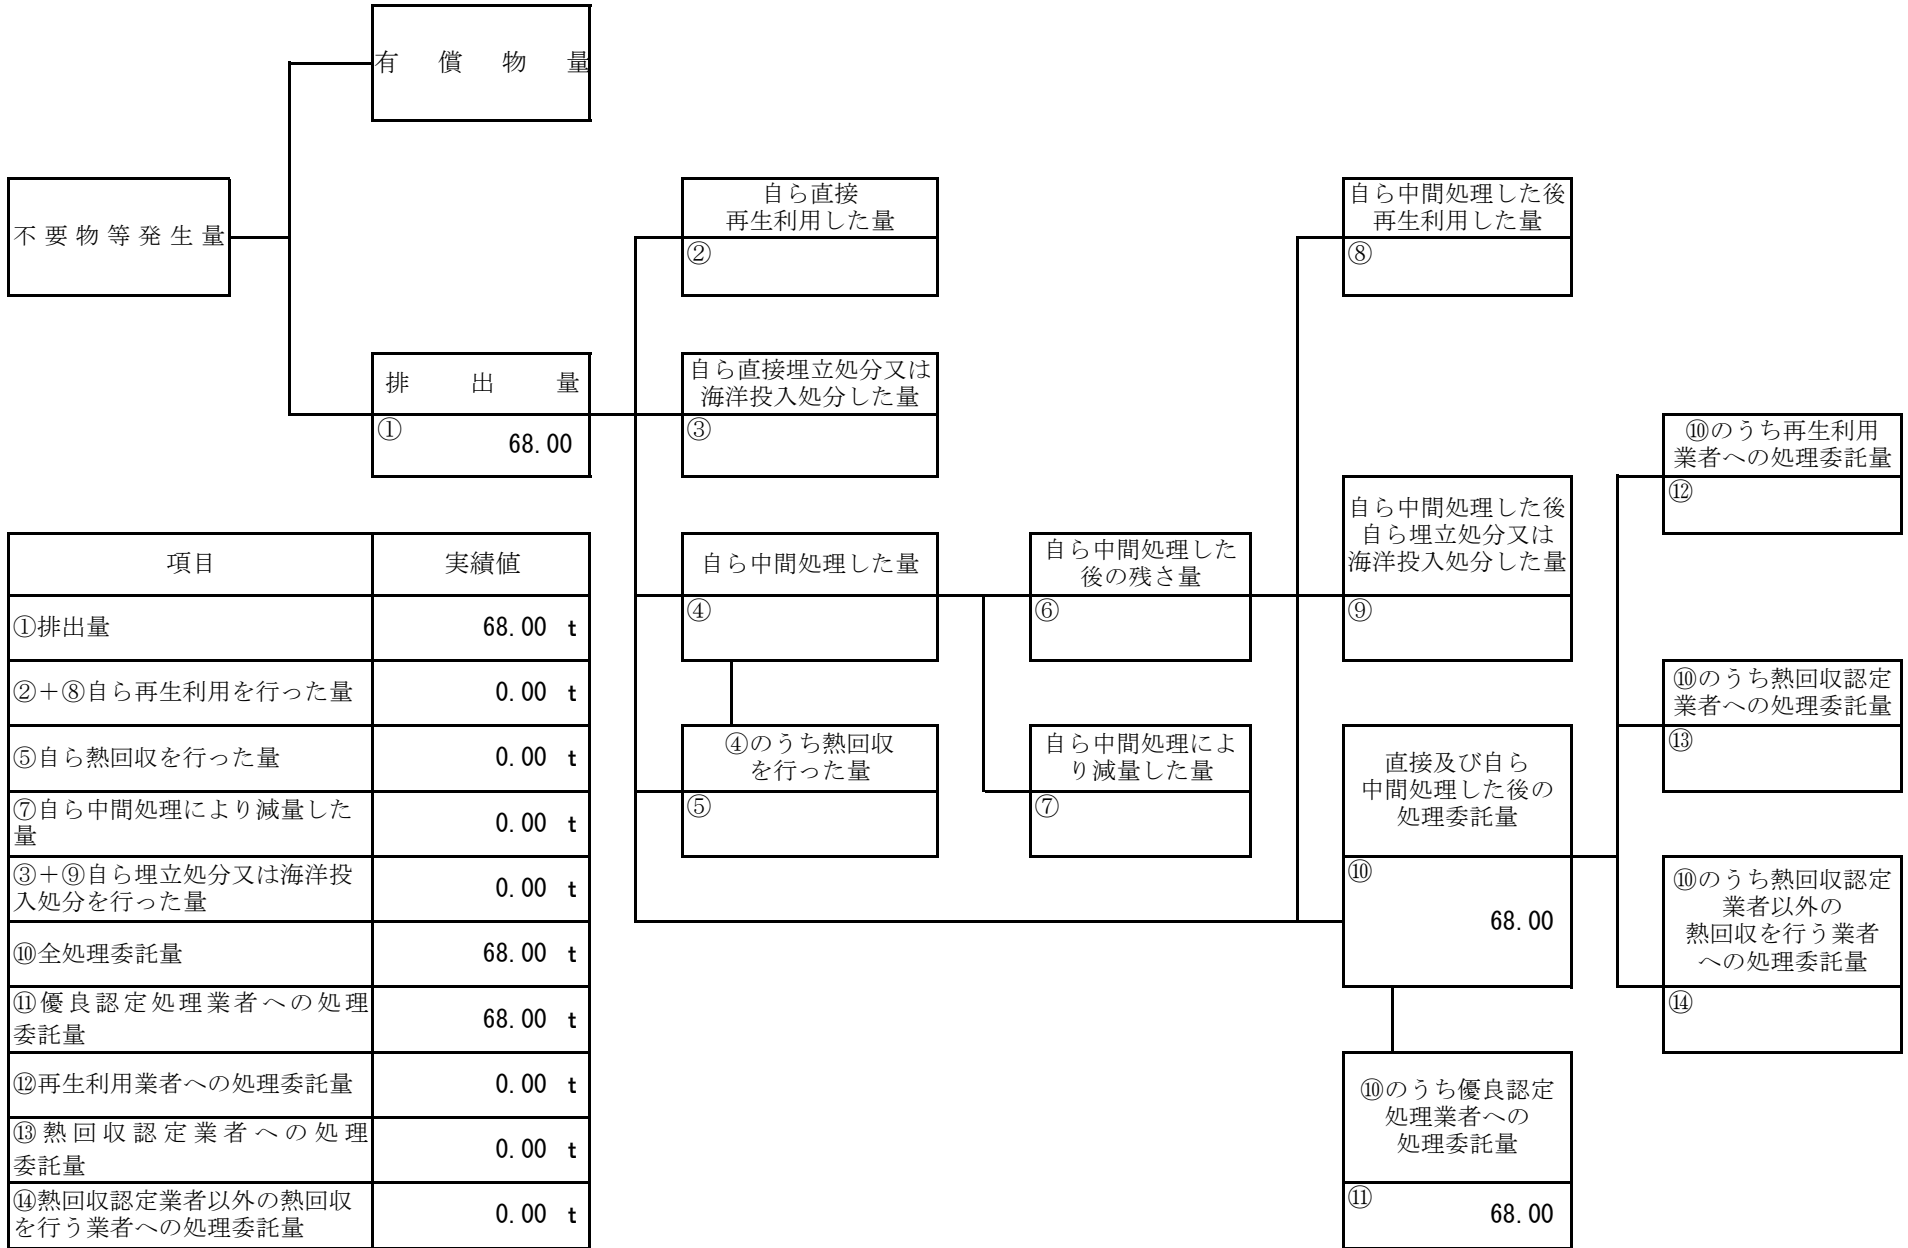 有償物量
不要物等発生量
排出量
①
68.00
自ら直接
再生利用した量
②
自ら直接埋立処分又は
海洋投入処分した量
③
自ら中間処理した量
④
④のうち熱回収
を行った量
⑤
自ら中間処理した
後の残さ量
⑥
自ら中間処理によ
り減量した量
⑦
自ら中間処理した後
再生利用した量
⑧
自ら中間処理した後
自ら埋立処分又は
海洋投入処分した量
⑨
直接及び自ら
中間処理した後の
処理委託量
⑩
68.00
⑩のうち優良認定
処理業者への
処理委託量
⑪
68.00
⑩のうち再生利用
業者への処理委託量
⑫
⑩のうち熱回収認定
業者への処理委託量
⑬
⑩のうち熱回収認定
業者以外の
熱回収を行う業者
への処理委託量
⑭
項目 実績値
①排出量 68.00 t
②＋⑧自ら再生利用を行った量 0.00 t
⑤自ら熱回収を行った量 0.00 t
⑦自ら中間処理により減量した
量 0.00 t
③＋⑨自ら埋立処分又は海洋投
入処分を行った量 0.00 t
⑩全処理委託量 68.00 t
⑪優良認定処理業者への処理
委託量 68.00 t
⑫再生利用業者への処理委託量 0.00 t
⑬熱回収認定業者への処理
委託量 0.00 t
⑭熱回収認定業者以外の熱回収
を行う業者への処理委託量 0.00 t